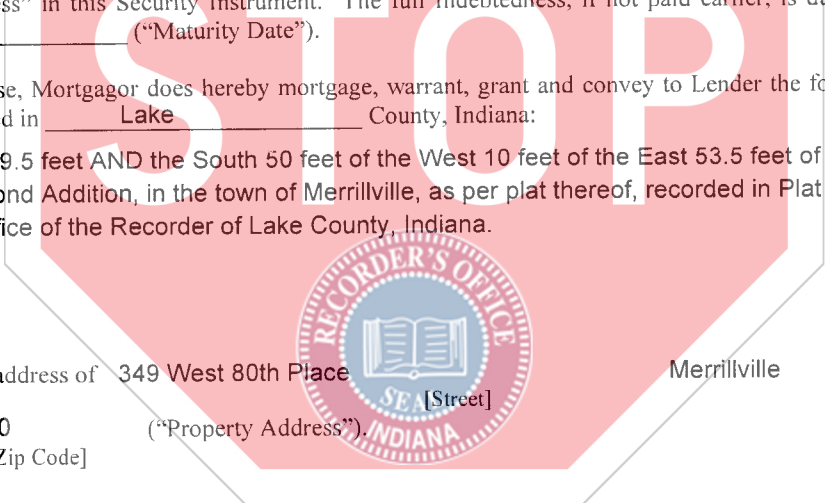 ss" in this Security Instrument. The full indebtedness, if not paid earlier, is du
("Maturity Date").
se, Mortgagor does hereby mortgage, warrant, grant and convey to Lender the fo
d in Lake County, Indiana:
9.5 feet AND the South 50 feet of the West 10 feet of the East 53.5 feet of
ond Addition, in the town of Merrillville, as per plat thereof, recorded in Plat
ice of the Recorder of Lake County, Indiana.
address of 349 West 80th Place Merrillville
[Street]
0 ("Property Address").
Zip Code]
STOP
RECORDER'S OFFICE
SEAL
INDIANA